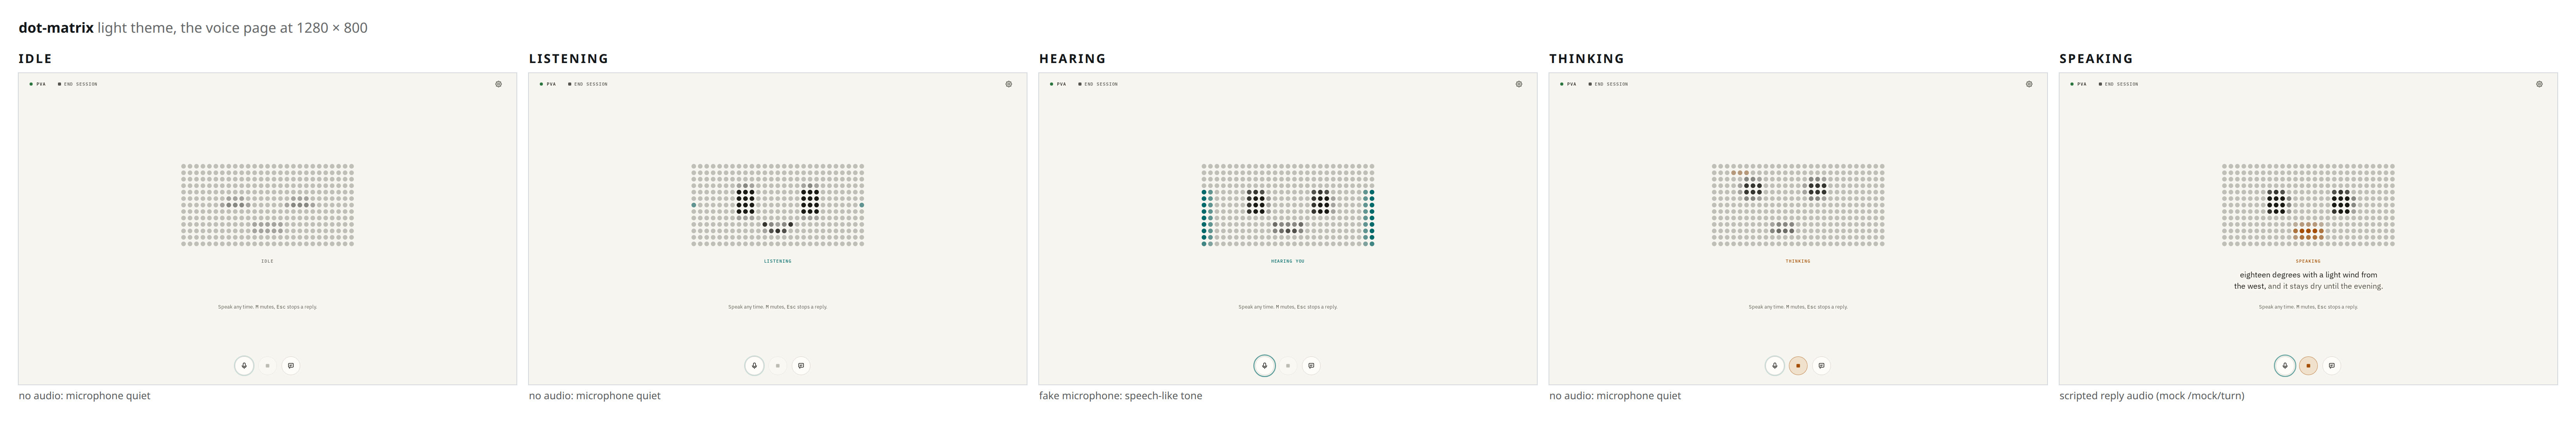 dot-matrix light theme, the voice page at 1280 × 800
IDLE
PVA END SESSION
IDLE
Speak any time. M mutes, Esc stops a reply.
no audio: microphone quiet
LISTENING
PVA END SESSION
LISTENING
Speak any time. M mutes, Esc stops a reply.
no audio: microphone quiet
HEARING
PVA END SESSION
HEARING YOU
Speak any time. M mutes, Esc stops a reply.
fake microphone: speech-like tone
THINKING
PVA END SESSION
THINKING
Speak any time. M mutes, Esc stops a reply.
no audio: microphone quiet
SPEAKING
PVA END SESSION
SPEAKING
eighteen degrees with a light wind from
the west, and it stays dry until the evening.
Speak any time. M mutes, Esc stops a reply.
scripted reply audio (mock /mock/turn)